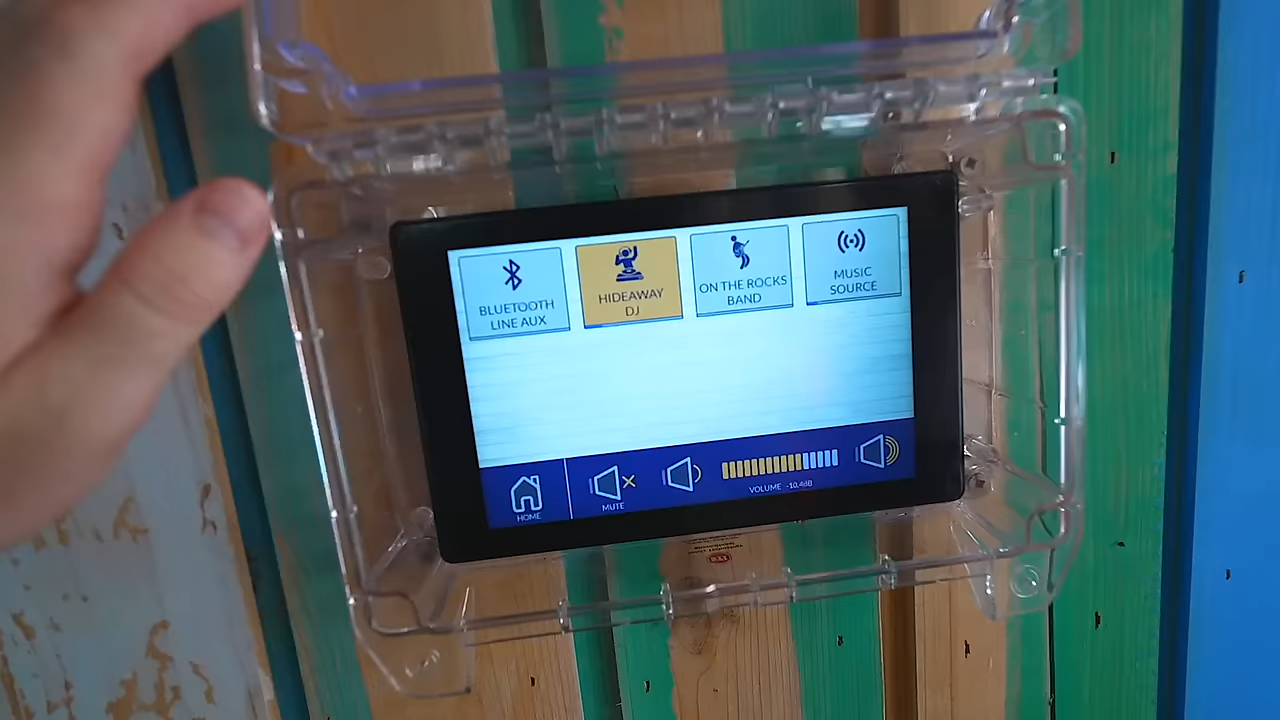 BLUETOOTH
LINE AUX
HIDEAWAY
DJ
ON THE ROCKS
BAND
MUSIC
SOURCE
HOME
MUTE
VOLUME -10.4dB